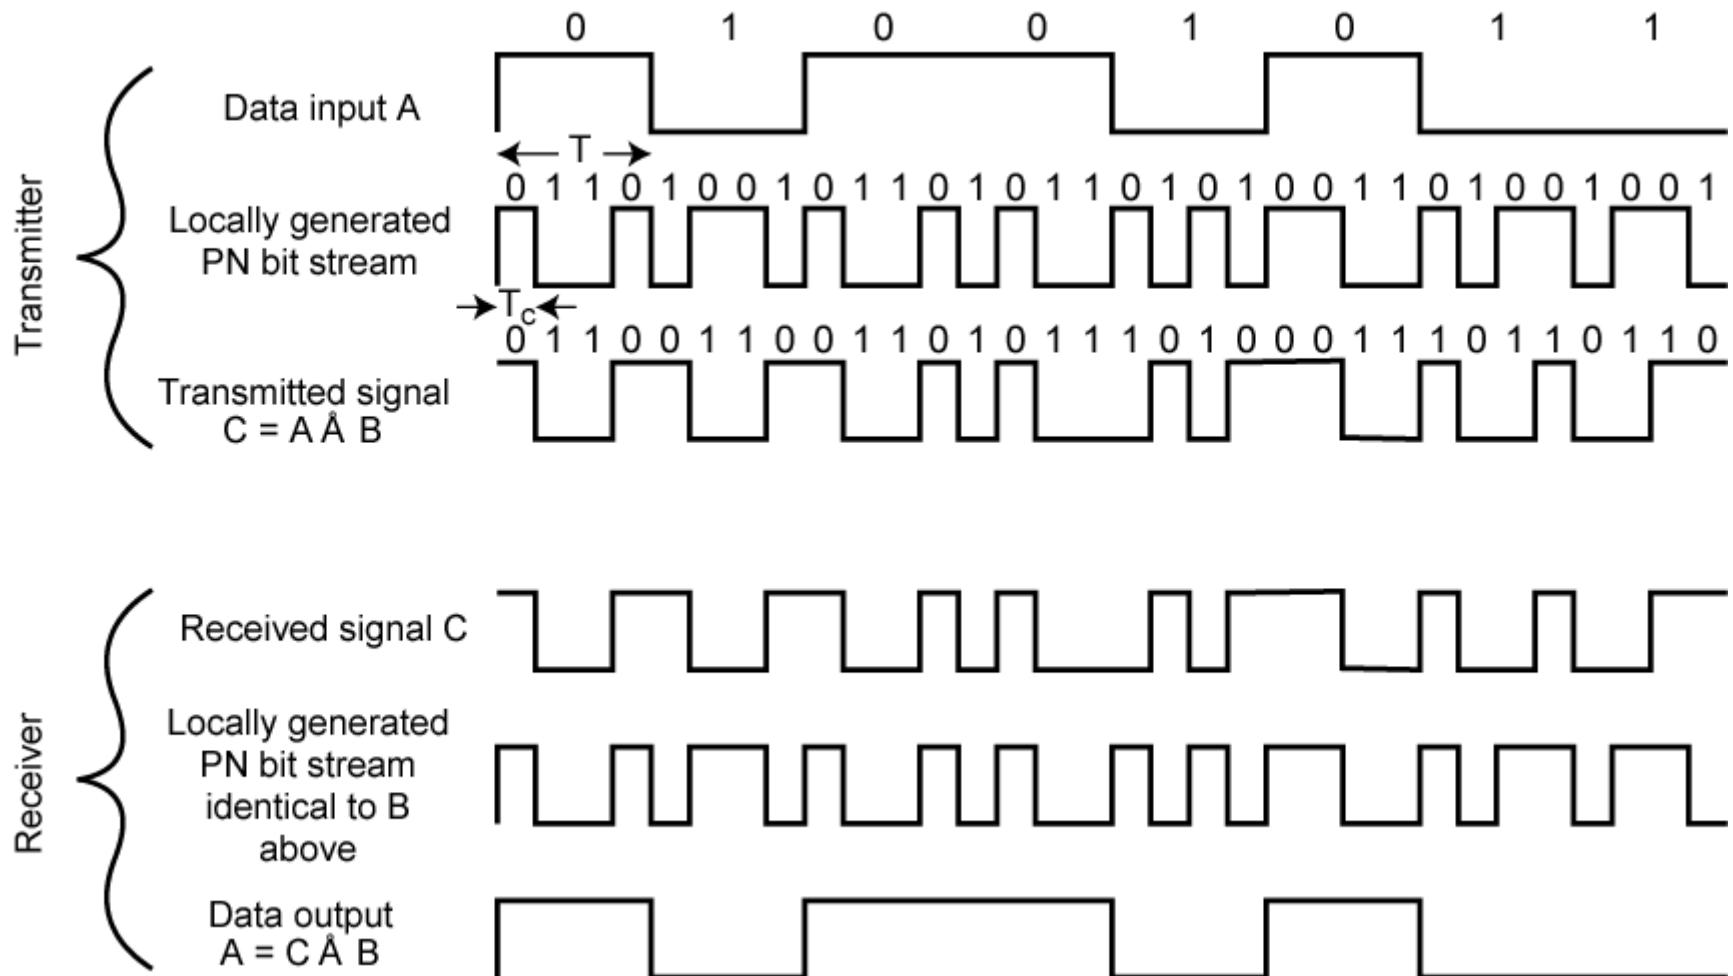 0 1 0 0 1 0 1 1
Transmitter
Data input A
T
0 1 1 0 1 0 0 1 0 1 1 0 1 0 1 1 0 1 0 1 0 0 1 1 0 1 0 0 1 0 0 1
Locally generated
PN bit stream
TC
0 1 1 0 0 1 1 0 0 1 1 0 1 0 1 1 1 0 1 0 0 0 1 1 1 0 1 1 0 1 1 0
Transmitted signal
C = A Å B
Receiver
Received signal C
Locally generated
PN bit stream
identical to B
above
Data output
A = C Å B